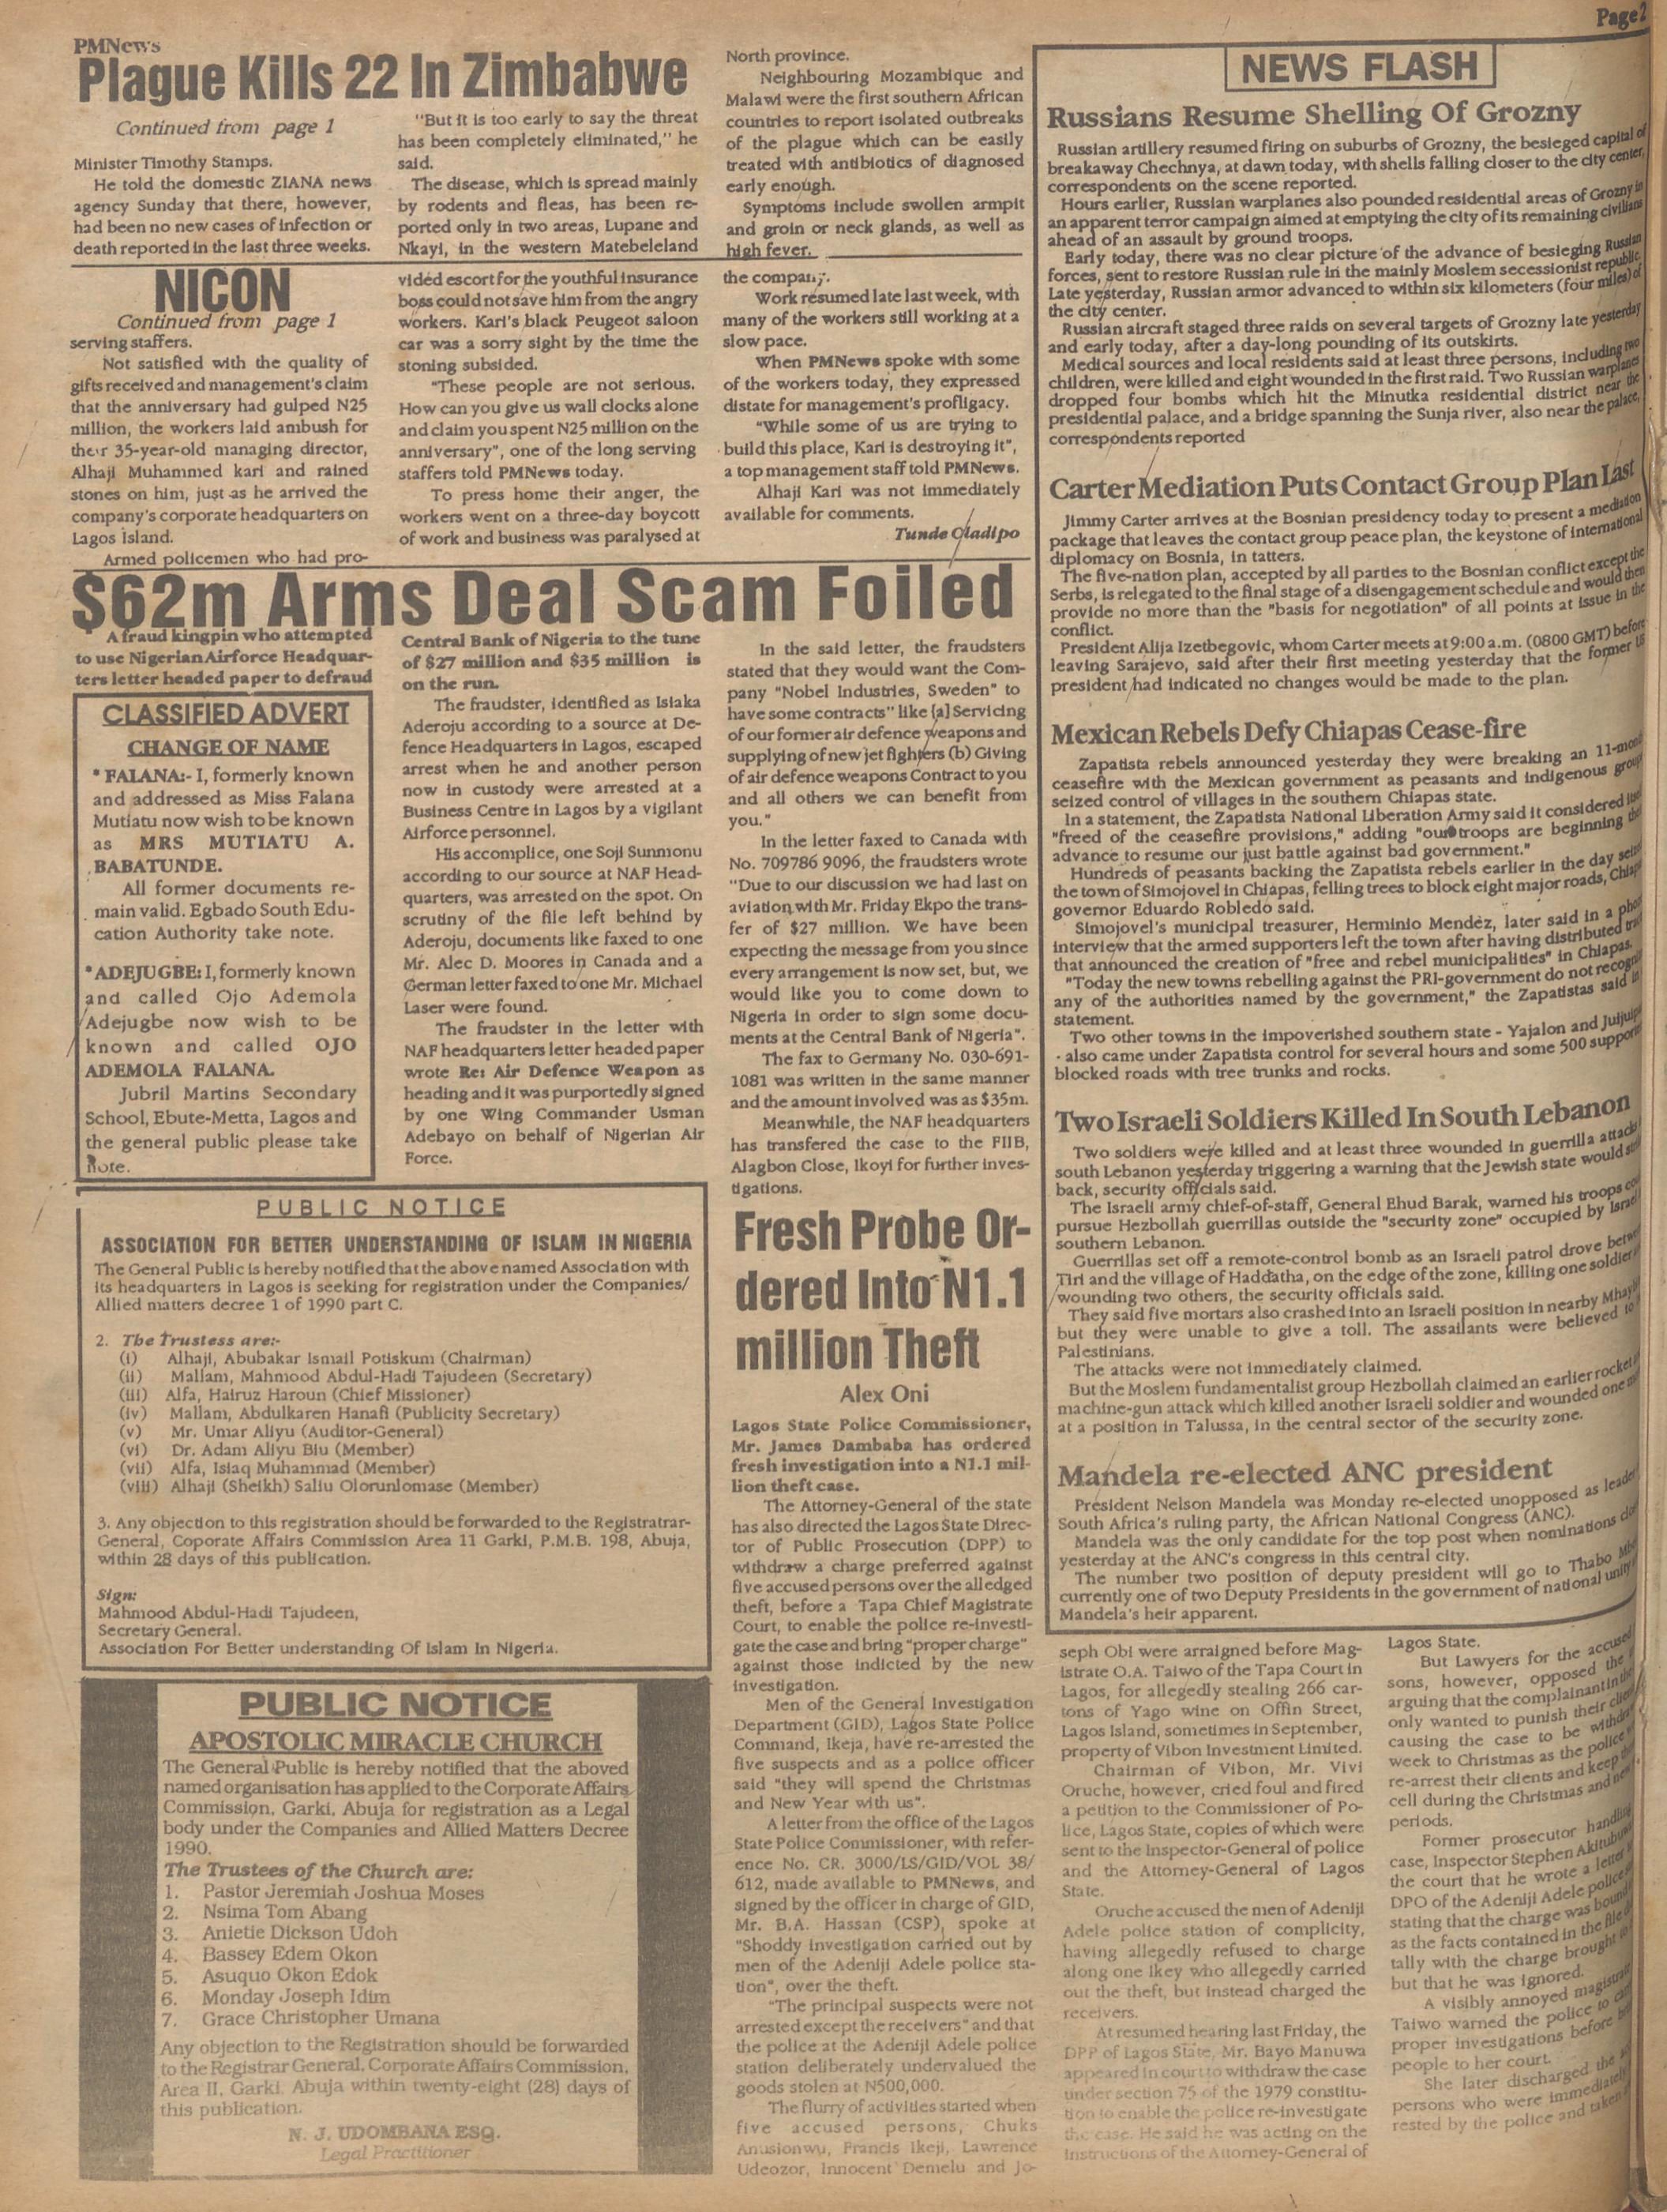 Page 2
PMNews
Plague Kills 22 In Zimbabwe
Continued from page 1
Minister Timothy Stamps.
He told the domestic ZIANA news
agency Sunday that there, however,
had been no new cases of infection or
death reported in the last three weeks.
"But it is too early to say the threat
has been completely eliminated," he
said.
The disease, which is spread mainly
by rodents and fleas, has been re-
ported only in two areas, Lupane and
Nkayi, in the western Matebeleland
North province.
Neighbouring Mozambique and
Malawi were the first southern African
countries to report isolated outbreaks
of the plague which can be easily
treated with antibiotics of diagnosed
early enough.
Symptoms include swollen armpit
and groin or neck glands, as well as
high fever.
NICON
Continued from page 1
serving staffers.
Not satisfied with the quality of
gifts received and management's claim
that the anniversary had gulped N25
million, the workers laid ambush for
their 35-year-old managing director,
Alhaji Muhammed kari and rained
stones on him, just as he arrived the
company's corporate headquarters on
Lagos Island.
Armed policemen who had pro-
vided escort for the youthful insurance
boss could not save him from the angry
workers. Kari's black Peugeot saloon
car was a sorry sight by the time the
stoning subsided.
"These people are not serious.
How can you give us wall clocks alone
and claim you spent N25 million on the
anniversary", one of the long serving
staffers told PMNews today.
To press home their anger, the
workers went on a three-day boycott
of work and business was paralysed at
the company.
Work resumed late last week, with
many of the workers still working at a
slow pace.
When PMNews spoke with some
of the workers today, they expressed
distate for management's profligacy.
"While some of us are trying to
build this place, Kari is destroying it",
a top management staff told PMNews.
Alhaji Kari was not immediately
available for comments.
Tunde Oladipo
$62m Arms Deal Scam Foiled
A fraud kingpin who attempted
to use Nigerian Airforce Headquar-
ters letter headed paper to defraud
Central Bank of Nigeria to the tune
of $27 million and $35 million is
on the run.
The fraudster, identified as Isiaka
Aderoju according to a source at De-
fence Headquarters in Lagos, escaped
arrest when he and another person
now in custody were arrested at a
Business Centre in Lagos by a vigilant
Airforce personnel.
His accomplice, one Soji Sunmonu
according to our source at NAF Head-
quarters, was arrested on the spot. On
scrutiny of the file left behind by
Aderoju, documents like faxed to one
Mr. Alec D. Moores in Canada and a
German letter faxed to one Mr. Michael
Laser were found.
The fraudster in the letter with
NAF headquarters letter headed paper
wrote Re: Air Defence Weapon as
heading and it was purportedly signed
by one Wing Commander Usman
Adebayo on behalf of Nigerian Air
Force.
In the said letter, the fraudsters
stated that they would want the Com-
pany "Nobel Industries, Sweden" to
have some contracts" like [a] Servicing
of our former air defence weapons and
supplying of new jet fighters (b) Giving
of air defence weapons Contract to you
and all others we can benefit from
you."
In the letter faxed to Canada with
No. 709786 9096, the fraudsters wrote
"Due to our discussion we had last on
aviation with Mr. Friday Ekpo the trans-
fer of $27 million. We have been
expecting the message from you since
every arrangement is now set, but, we
would like you to come down to
Nigeria in order to sign some docu-
ments at the Central Bank of Nigeria".
The fax to Germany No. 030-691-
1081 was written in the same manner
and the amount involved was as $35m.
Meanwhile, the NAF headquarters
has transfered the case to the FIIB,
Alagbon Close, Ikoyi for further inves-
tigations.
CLASSIFIED ADVERT
CHANGE OF NAME
* FALANA:- I, formerly known
and addressed as Miss Falana
Mutiatu now wish to be known
as MRS MUTIATU A.
BABATUNDE.
All former documents re-
main valid. Egbado South Edu-
cation Authority take note.
*ADEJUGBE: I, formerly known
and called Ojo Ademola
Adejugbe now wish to be
known and called OJO
ADEMOLA FALANA.
Jubril Martins Secondary
School, Ebute-Metta, Lagos and
the general public please take
note.
PUBLIC NOTICE
ASSOCIATION FOR BETTER UNDERSTANDING OF ISLAM IN NIGERIA
The General Public is hereby notified that the above named Association with
its headquarters in Lagos is seeking for registration under the Companies/
Allied matters decree 1 of 1990 part C.
2. The Trustess are:-
(i) Alhaji, Abubakar Ismail Potiskum (Chairman)
(ii) Mallam, Mahmood Abdul-Hadi Tajudeen (Secretary)
(iii) Alfa, Hairuz Haroun (Chief Missioner)
(iv) Mallam, Abdulkaren Hanafi (Publicity Secretary)
(v) Mr. Umar Aliyu (Auditor-General)
(vi) Dr. Adam Aliyu Biu (Member)
(vii) Alfa, Islaq Muhammad (Member)
(viii) Alhaji (Sheikh) Saliu Olorunlomase (Member)
3. Any objection to this registration should be forwarded to the Registratrar-
General, Coporate Affairs Commission Area 11 Garki, P.M.B. 198, Abuja,
within 28 days of this publication.
Sign:
Mahmood Abdul-Hadi Tajudeen,
Secretary General.
Association For Better understanding Of Islam In Nigeria.
PUBLIC NOTICE
APOSTOLIC MIRACLE CHURCH
The General Public is hereby notified that the aboved
named organisation has applied to the Corporate Affairs
Commission, Garki, Abuja for registration as a Legal
body under the Companies and Allied Matters Decree
1990.
The Trustees of the Church are:
1. Pastor Jeremiah Joshua Moses
2. Nsima Tom Abang
3. Anietie Dickson Udoh
4. Bassey Edem Okon
5. Asuquo Okon Edok
6. Monday Joseph Idim
7. Grace Christopher Umana
Any objection to the Registration should be forwarded
to the Registrar General, Corporate Affairs Commission,
Area II, Garki, Abuja within twenty-eight (28) days of
this publication.
N. J. UDOMBANA ESQ.
Legal Practitioner
Fresh Probe Or-
dered Into N1.1
million Theft
Alex Oni
Lagos State Police Commissioner,
Mr. James Dambaba has ordered
fresh investigation into a N1.1 mil-
lion theft case.
The Attorney-General of the state
has also directed the Lagos State Direc-
tor of Public Prosecution (DPP) to
withdraw a charge preferred against
five accused persons over the alledged
theft, before a Tapa Chief Magistrate
Court, to enable the police re-investi-
gate the case and bring "proper charge"
against those indicted by the new
investigation.
Men of the General Investigation
Department (GID), Lagos State Police
Command, Ikeja, have re-arrested the
five suspects and as a police officer
said "they will spend the Christmas
and New Year with us".
A letter from the office of the Lagos
State Police Commissioner, with refer-
ence No. CR. 3000/LS/GID/VOL 38/
612, made available to PMNews, and
signed by the officer in charge of GID,
Mr. B.A. Hassan (CSP), spoke at
"Shoddy investigation carried out by
men of the Adeniji Adele police sta-
tion", over the theft.
"The principal suspects were not
arrested except the receivers" and that
the police at the Adeniji Adele police
station deliberately undervalued the
goods stolen at N500,000.
The flurry of activities started when
five accused persons, Chuks
Anusionwu, Francis Ikeji, Lawrence
Udeozor, Innocent Demelu and Jo-
seph Obi were arraigned before Mag-
istrate O.A. Taiwo of the Tapa Court in
Lagos, for allegedly stealing 266 car-
tons of Yago wine on Offin Street,
Lagos Island, sometimes in September,
property of Vibon Investment Limited.
Chairman of Vibon, Mr. Vivi
Oruche, however, cried foul and fired
a petition to the Commissioner of Po-
lice, Lagos State, copies of which were
sent to the Inspector-General of police
and the Attorney-General of Lagos
State.
Oruche accused the men of Adeniji
Adele police station of complicity,
having allegedly refused to charge
along one Ikey who allegedly carried
out the theft, but instead charged the
receivers.
At resumed hearing last Friday, the
DPP of Lagos State, Mr. Bayo Manuwa
appeared in court to withdraw the case
under section 75 of the 1979 constitu-
tion to enable the police re-investigate
the case. He said he was acting on the
instructions of the Attorney-General of
Lagos State.
But Lawyers for the accused
sons, however, opposed the
arguing that the complainant in the
only wanted to punish their
causing the case to be
week to Christmas as the police
re-arrest their clients and keep
cell during the Christmas and
periods.
Former prosecutor handling
case, Inspector Stephen
the court that he wrote a letter
DPO of the Adeniji Adele police
stating that the charge was bound
as the facts contained in the file
tally with the charge brought
but that he was ignored.
A visibly annoyed
Taiwo warned the police to
proper investigations before
people to her court.
She later discharged the
persons who were immediately
rested by the police and taken
NEWS FLASH
Russians Resume Shelling Of Grozny
Russian artillery resumed firing on suburbs of Grozny, the besieged capital of
breakaway Chechnya, at dawn today, with shells falling closer to the city center,
correspondents on the scene reported.
Hours earlier, Russian warplanes also pounded residential areas of Grozny in
an apparent terror campaign aimed at emptying the city of its remaining civilians
ahead of an assault by ground troops.
Early today, there was no clear picture of the advance of besieging Russian
forces, sent to restore Russian rule in the mainly Moslem secessionist republic.
Late yesterday, Russian armor advanced to within six kilometers (four miles) of
the city center.
Russian aircraft staged three raids on several targets of Grozny late yesterday
and early today, after a day-long pounding of its outskirts.
Medical sources and local residents said at least three persons, including two
children, were killed and eight wounded in the first raid. Two Russian warplanes
dropped four bombs which hit the Minutka residential district near the
presidential palace, and a bridge spanning the Sunja river, also near the palace,
correspondents reported
Carter Mediation Puts Contact Group Plan Last
Jimmy Carter arrives at the Bosnian presidency today to present a mediation
package that leaves the contact group peace plan, the keystone of international
diplomacy on Bosnia, in tatters.
The five-nation plan, accepted by all parties to the Bosnian conflict except the
Serbs, is relegated to the final stage of a disengagement schedule and would then
provide no more than the "basis for negotiation" of all points at issue in the
conflict.
President Alija Izetbegovic, whom Carter meets at 9:00 a.m. (0800 GMT) before
leaving Sarajevo, said after their first meeting yesterday that the former US
president had indicated no changes would be made to the plan.
Mexican Rebels Defy Chiapas Cease-fire
Zapatista rebels announced yesterday they were breaking an
ceasefire with the Mexican government as peasants and indigenous
seized control of villages in the southern Chiapas state.
In a statement, the Zapatista National Liberation Army said it considered
"freed of the ceasefire provisions," adding "our troops are beginning
advance to resume our just battle against bad government."
Hundreds of peasants backing the Zapatista rebels earlier in the day
the town of Simojovel in Chiapas, felling trees to block eight major roads,
governor Eduardo Robledo said.
Simojovel's municipal treasurer, Herminio Mendez, later said in a
interview that the armed supporters left the town after having distributed
that announced the creation of "free and rebel municipalities" in Chiapas.
"Today the new towns rebelling against the PRI-government do not
any of the authorities named by the government," the Zapatistas said
statement.
Two other towns in the impoverished southern state - Yajalon and
- also came under Zapatista control for several hours and some 500
blocked roads with tree trunks and rocks.
Two Israeli Soldiers Killed In South Lebanon
Two soldiers were killed and at least three wounded in guerrilla
south Lebanon yesterday triggering a warning that the Jewish state would
back, security officials said.
The Israeli army chief-of-staff, General Ehud Barak, warned his troops
pursue Hezbollah guerrillas outside the "security zone" occupied by
southern Lebanon.
Guerrillas set off a remote-control bomb as an Israeli patrol drove
Tiri and the village of Haddatha, on the edge of the zone, killing one soldier
wounding two others, the security officials said.
They said five mortars also crashed into an Israeli position in nearby
but they were unable to give a toll. The assailants were believed to
Palestinians.
The attacks were not immediately claimed.
But the Moslem fundamentalist group Hezbollah claimed an earlier rocket
machine-gun attack which killed another Israeli soldier and wounded one
at a position in Talussa, in the central sector of the security zone.
Mandela re-elected ANC president
President Nelson Mandela was Monday re-elected unopposed as
South Africa's ruling party, the African National Congress (ANC).
Mandela was the only candidate for the top post when nominations
yesterday at the ANC's congress in this central city.
The number two position of deputy president will go to Thabo
currently one of two Deputy Presidents in the government of national unity
Mandela's heir apparent.